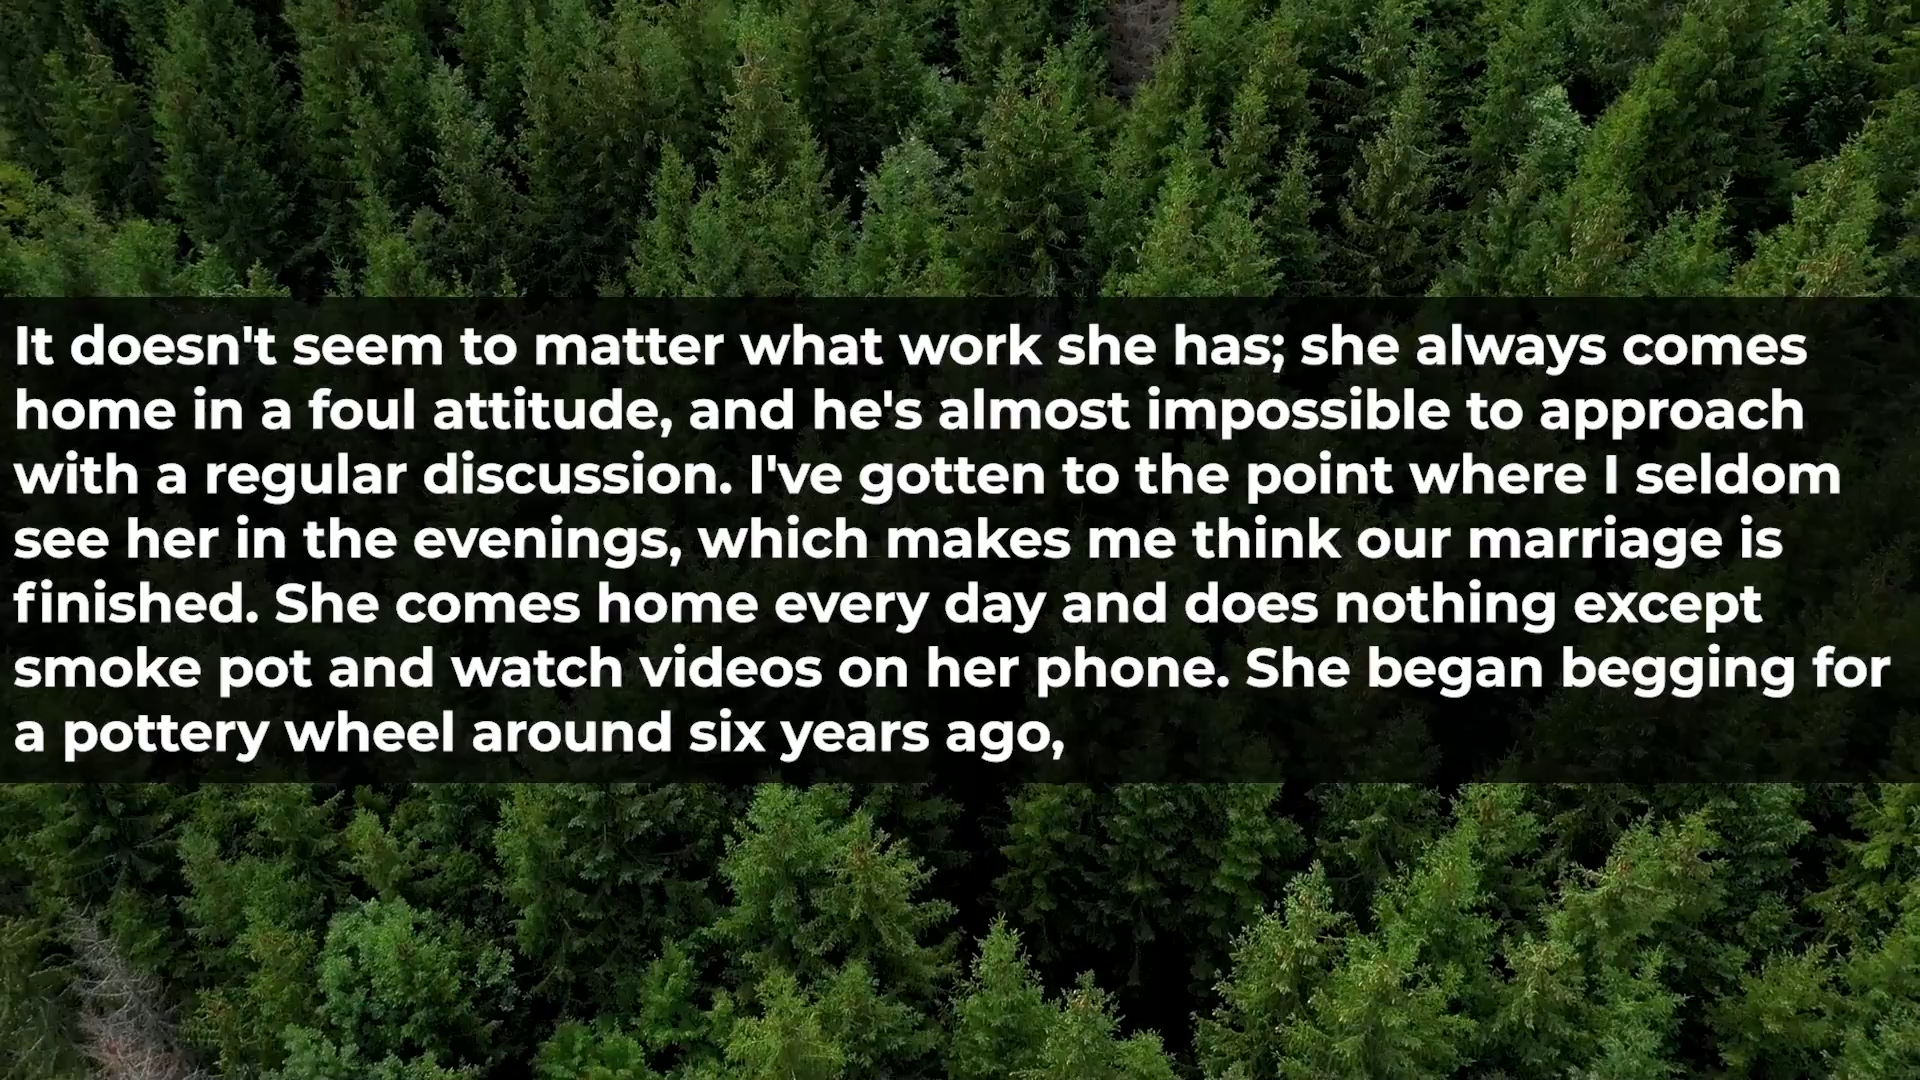 It doesn't seem to matter what work she has; she always comes
home in a foul attitude, and he's almost impossible to approach
with a regular discussion. I've gotten to the point where I seldom
see her in the evenings, which makes me think our marriage is
finished. She comes home every day and does nothing except
smoke pot and watch videos on her phone. She began begging for
a pottery wheel around six years ago,